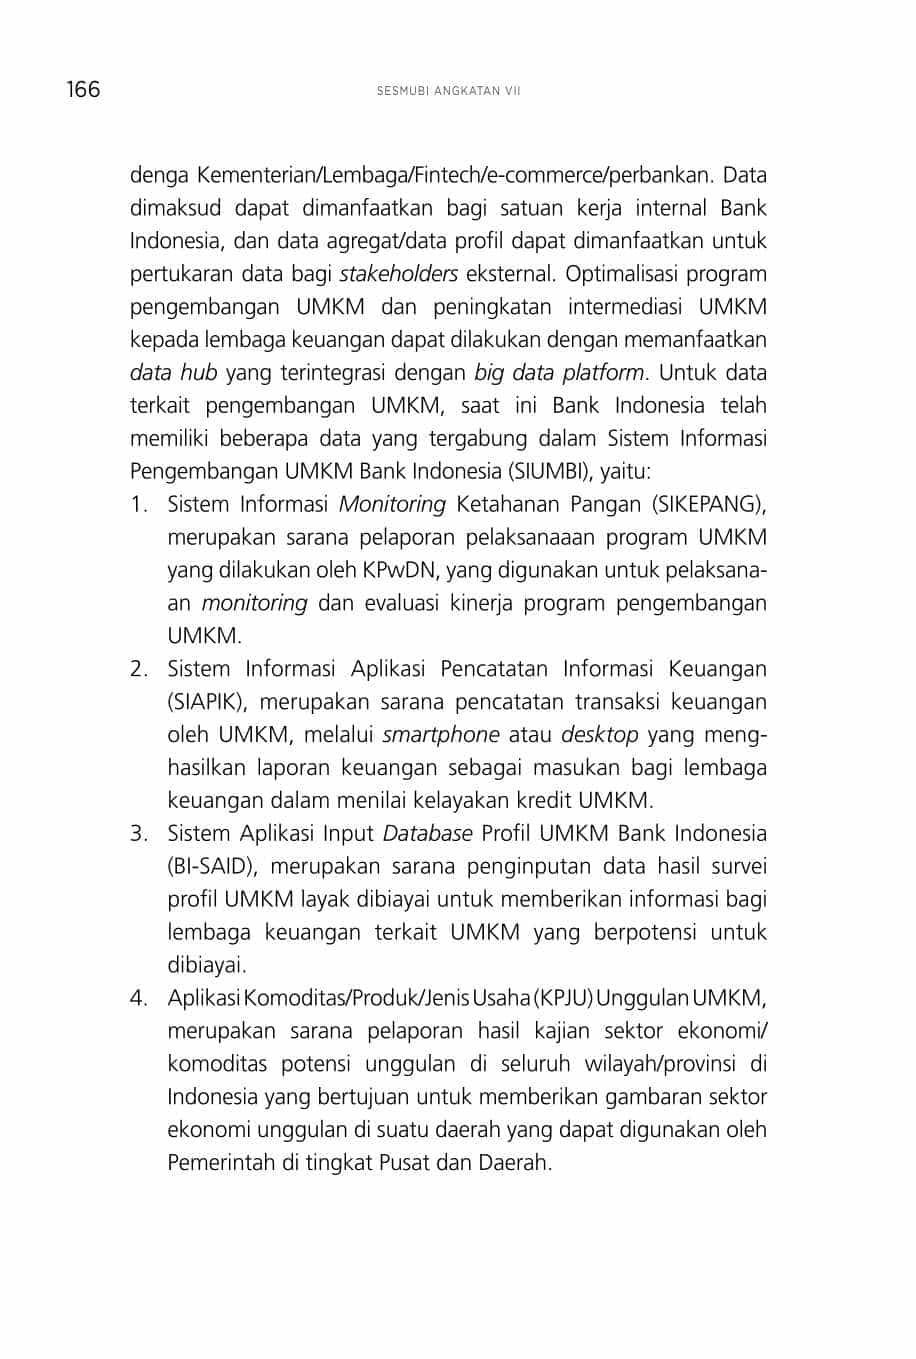 166
SESMUBI ANGKATAN VII
denga Kementerian/Lembaga/Fintech/e-commerce/perbankan. Data
dimaksud dapat dimanfaatkan bagi satuan kerja internal Bank
Indonesia, dan data agregat/data profil dapat dimanfaatkan untuk
pertukaran data bagi stakeholders eksternal. Optimalisasi program
pengembangan UMKM dan peningkatan intermediasi UMKM
kepada lembaga keuangan dapat dilakukan dengan memanfaatkan
data hub yang terintegrasi dengan big data platform. Untuk data
terkait pengembangan UMKM, saat ini Bank Indonesia telah
memiliki beberapa data yang tergabung dalam Sistem Informasi
Pengembangan UMKM Bank Indonesia (SIUMBI), yaitu:
1. Sistem Informasi Monitoring Ketahanan Pangan (SIKEPANG),
merupakan sarana pelaporan pelaksanaaan program UMKM
yang dilakukan oleh KPwDN, yang digunakan untuk pelaksana-
an monitoring dan evaluasi kinerja program pengembangan
UMKM.
2. Sistem Informasi Aplikasi Pencatatan Informasi Keuangan
(SIAPIK), merupakan sarana pencatatan transaksi keuangan
oleh UMKM, melalui smartphone atau desktop yang meng-
hasilkan laporan keuangan sebagai masukan bagi lembaga
keuangan dalam menilai kelayakan kredit UMKM.
3. Sistem Aplikasi Input Database Profil UMKM Bank Indonesia
(BI-SAID), merupakan sarana penginputan data hasil survei
profil UMKM layak dibiayai untuk memberikan informasi bagi
lembaga keuangan terkait UMKM yang berpotensi untuk
dibiayai.
4. Aplikasi Komoditas/Produk/Jenis Usaha (KPJU) Unggulan UMKM,
merupakan sarana pelaporan hasil kajian sektor ekonomi/
komoditas potensi unggulan di seluruh wilayah/provinsi di
Indonesia yang bertujuan untuk memberikan gambaran sektor
ekonomi unggulan di suatu daerah yang dapat digunakan oleh
Pemerintah di tingkat Pusat dan Daerah.